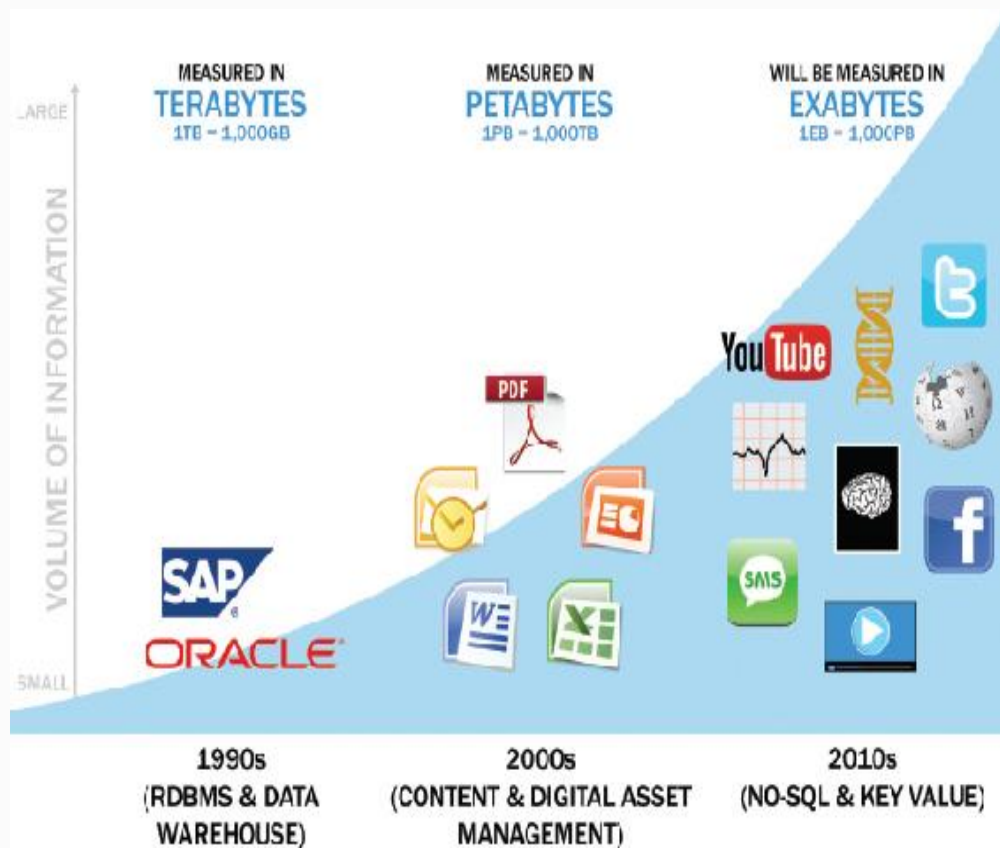 MEASURED IN
TERABYTES
1TB = 1,000GB
MEASURED IN
PETABYTES
1PB = 1,000TB
WILL BE MEASURED IN
EXABYTES
1EB = 1,000PB
LARGE
VOLUME OF INFORMATION
SMALL
SAP
®
ORACLE
PDF
W
X
YouTube
t
Ω
SMS
f
1990s
(RDBMS & DATA
WAREHOUSE)
2000s
(CONTENT & DIGITAL ASSET
MANAGEMENT)
2010s
(NO-SQL & KEY VALUE)